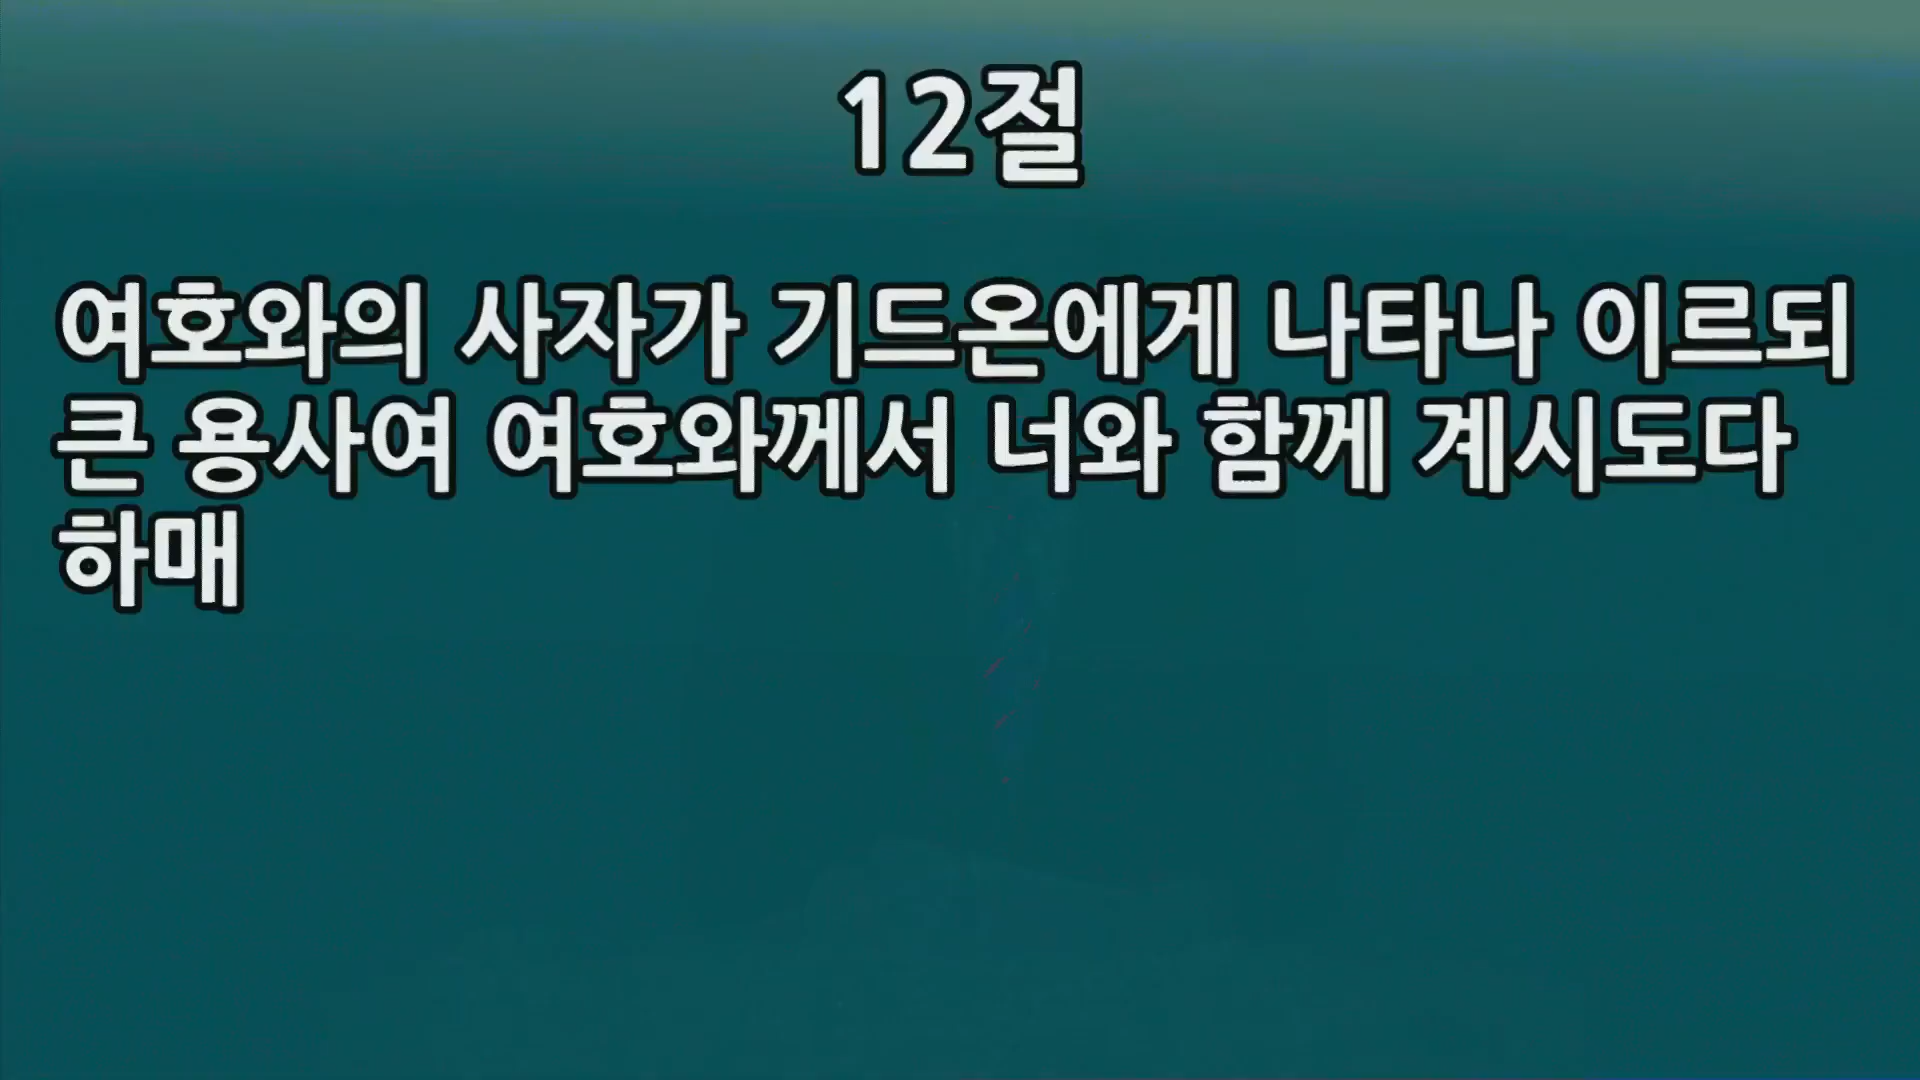 12절
여호와의 사자가 기드온에게 나타나 이르되
큰 용사여 여호와께서 너와 함께 계시도다
하매